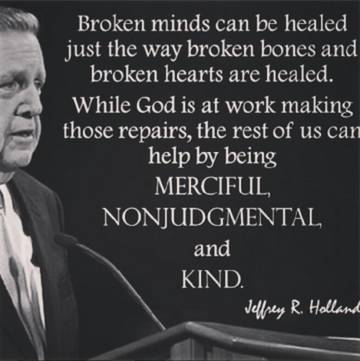 Broken minds can be healed
just the way broken bones and
broken hearts are healed.
While God is at work making
those repairs, the rest of us can
help by being
MERCIFUL,
NONJUDGMENTAL,
and
KIND.
Jeffrey R. Holland